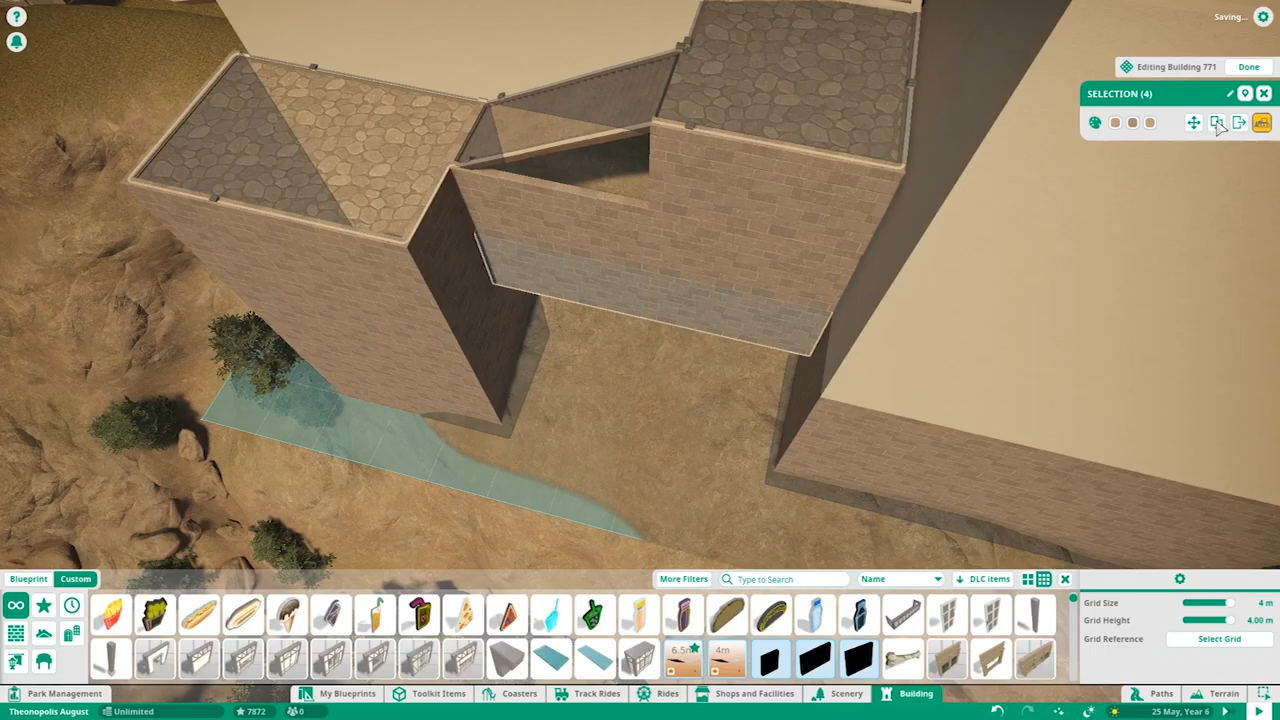 ?
Saving...
Editing Building 771
Done
SELECTION (4)
Blueprint
Custom
More Filters
Type to Search
Name
DLC items
6.5m
4m
Grid Size
4 m
Grid Height
4.00 m
Grid Reference
Select Grid
Park Management
My Blueprints
Toolkit Items
Coasters
Track Rides
Rides
Shops and Facilities
Scenery
Building
Paths
Terrain
Theonopolis August
Unlimited
7872
0
25 May, Year 6